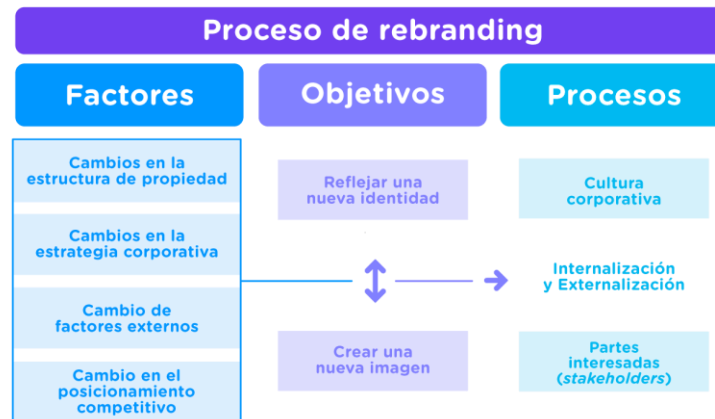 Proceso de rebranding
Factores
Objetivos
Procesos
Cambios en la
estructura de propiedad
Cambios en la
estrategia corporativa
Cambio de
factores externos
Cambio en el
posicionamiento
competitivo
Reflejar una
nueva identidad
Crear una
nueva imagen
Cultura
corporativa
Internalización
y Externalización
Partes
interesadas
(stakeholders)